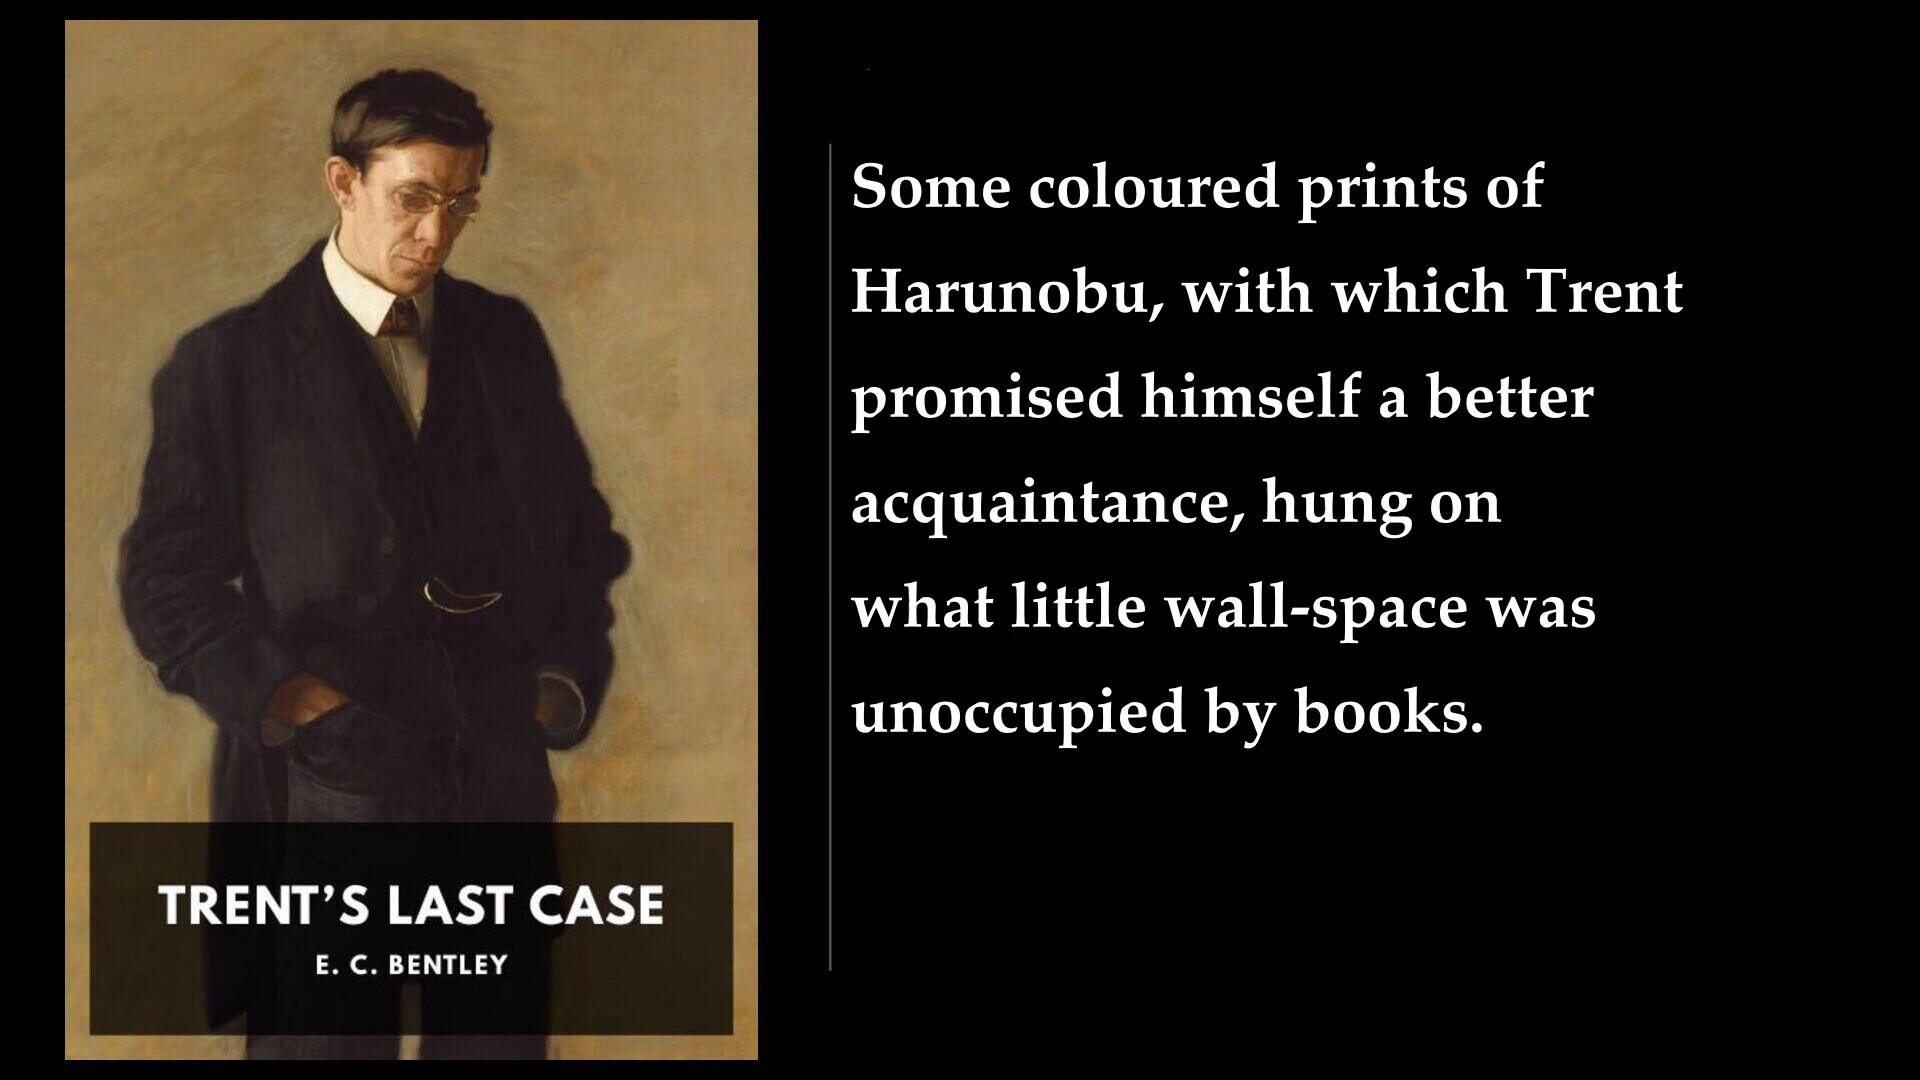 TRENT’S LAST CASE
E. C. BENTLEY
Some coloured prints of
Harunobu, with which Trent
promised himself a better
acquaintance, hung on
what little wall-space was
unoccupied by books.